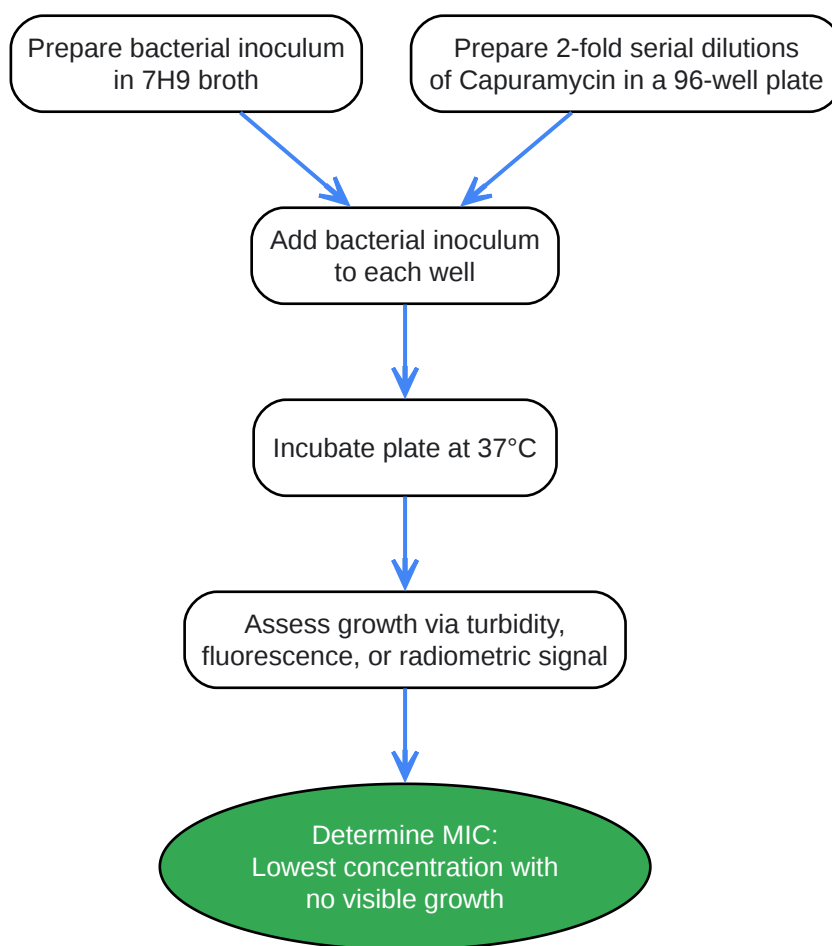 Prepare bacterial inoculum
in 7H9 broth
Prepare 2-fold serial dilutions
of Capuramycin in a 96-well plate
Add bacterial inoculum
to each well
Incubate plate at 37°C
Assess growth via turbidity,
fluorescence, or radiometric signal
Determine MIC:
Lowest concentration with
no visible growth